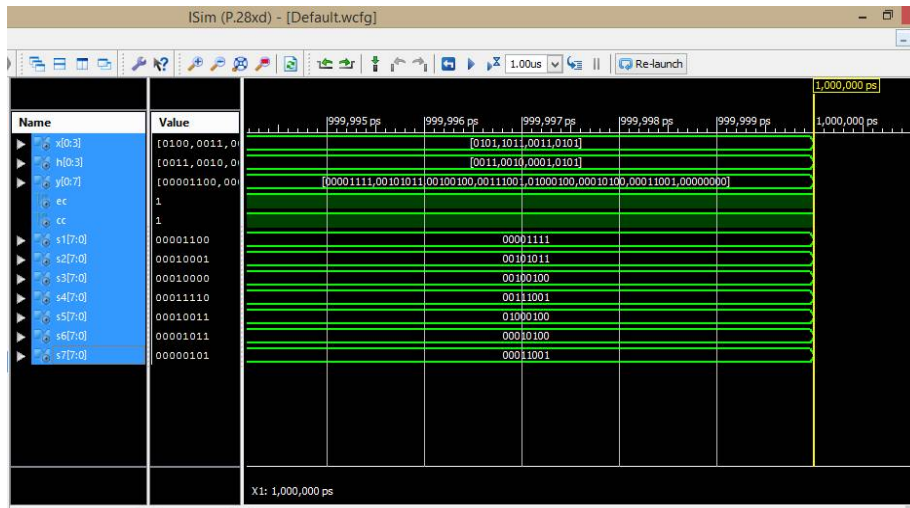 ISim (P.28xd) - [Default.wcfg]
1.00us Re-launch
1,000,000 ps
Name Value 999,995 ps 999,996 ps 999,997 ps 999,998 ps 999,999 ps 1,000,000 ps
x[0:3] [0100,0011,0 [0101,1011,0011,0101]
h[0:3] [0011,0010,0 [0011,0010,0001,0101]
y[0:7] [00001100,00 [00001111,00101011,00100100,00111001,01000100,00010100,00011001,00000000]
ec 1
cc 1
s1[7:0] 00001100 00001111
s2[7:0] 00010001 00101011
s3[7:0] 00010000 00100100
s4[7:0] 00011110 00111001
s5[7:0] 00010011 01000100
s6[7:0] 00001011 00010100
s7[7:0] 00000101 00011001
X1: 1,000,000 ps